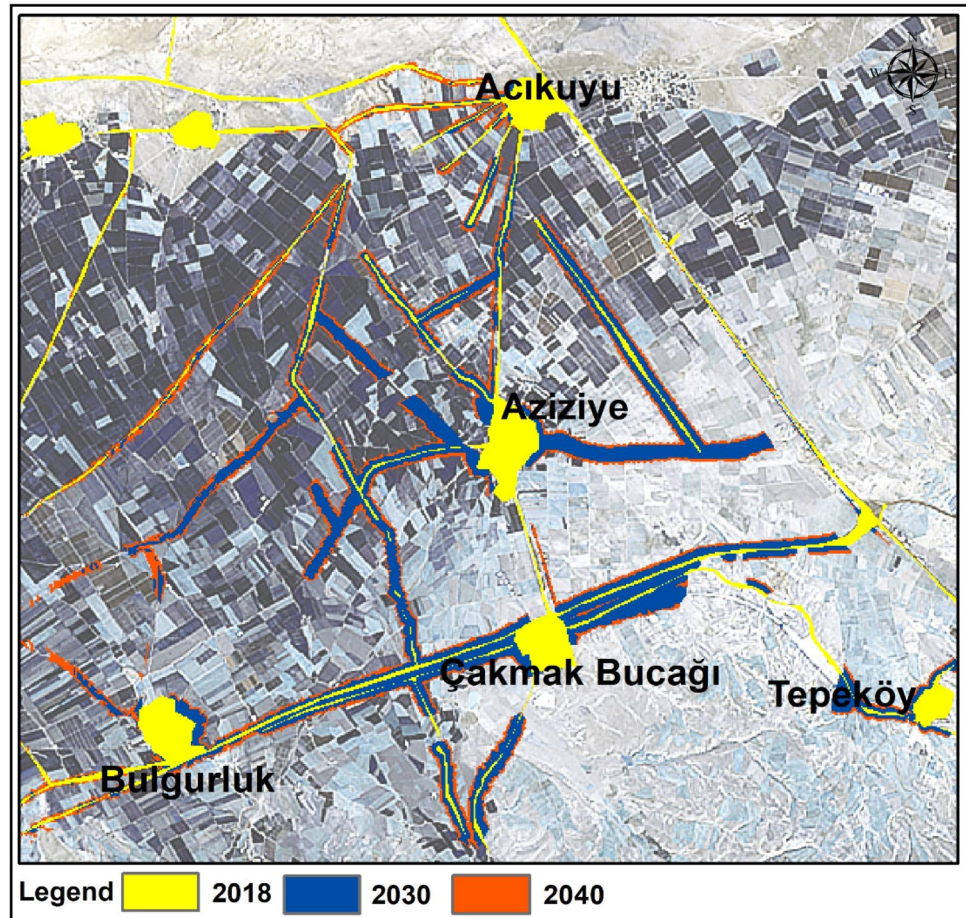 N
W E
S
Acıkuyu
Aziziye
Çakmak Bucağı
Tepeköy
Bulgurluk
Legend 2018 2030 2040